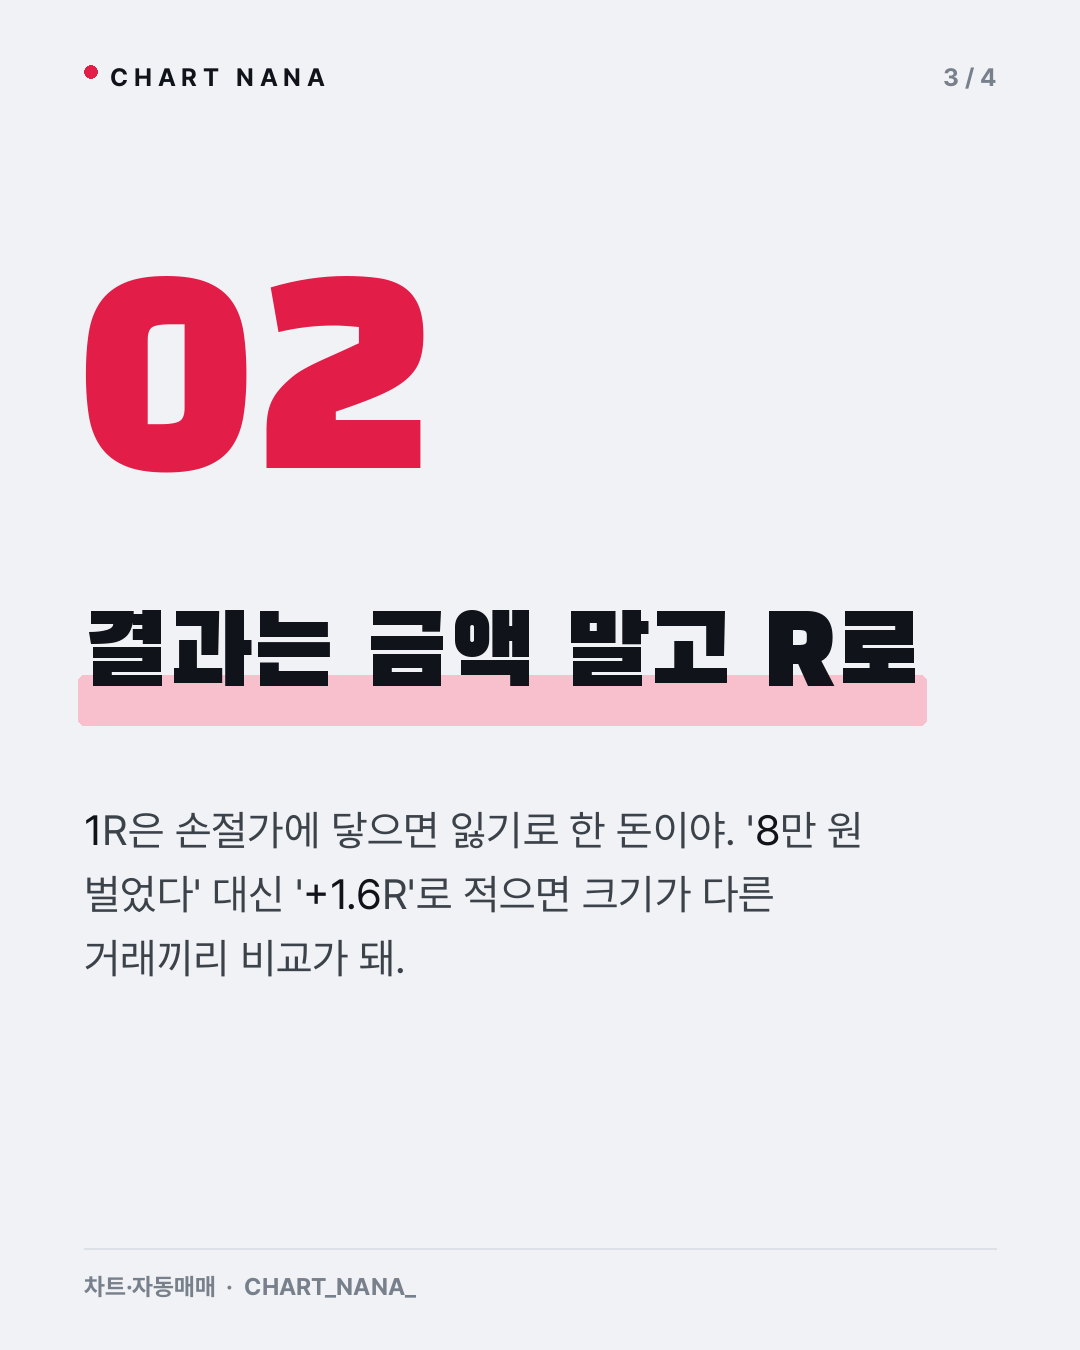 CHART NANA
3 / 4
02
결과는 금액 말고 R로
1R은 손절가에 닿으면 잃기로 한 돈이야. '8만 원
벌었다' 대신 '+1.6R'로 적으면 크기가 다른
거래끼리 비교가 돼.
차트·자동매매 · CHART_NANA_